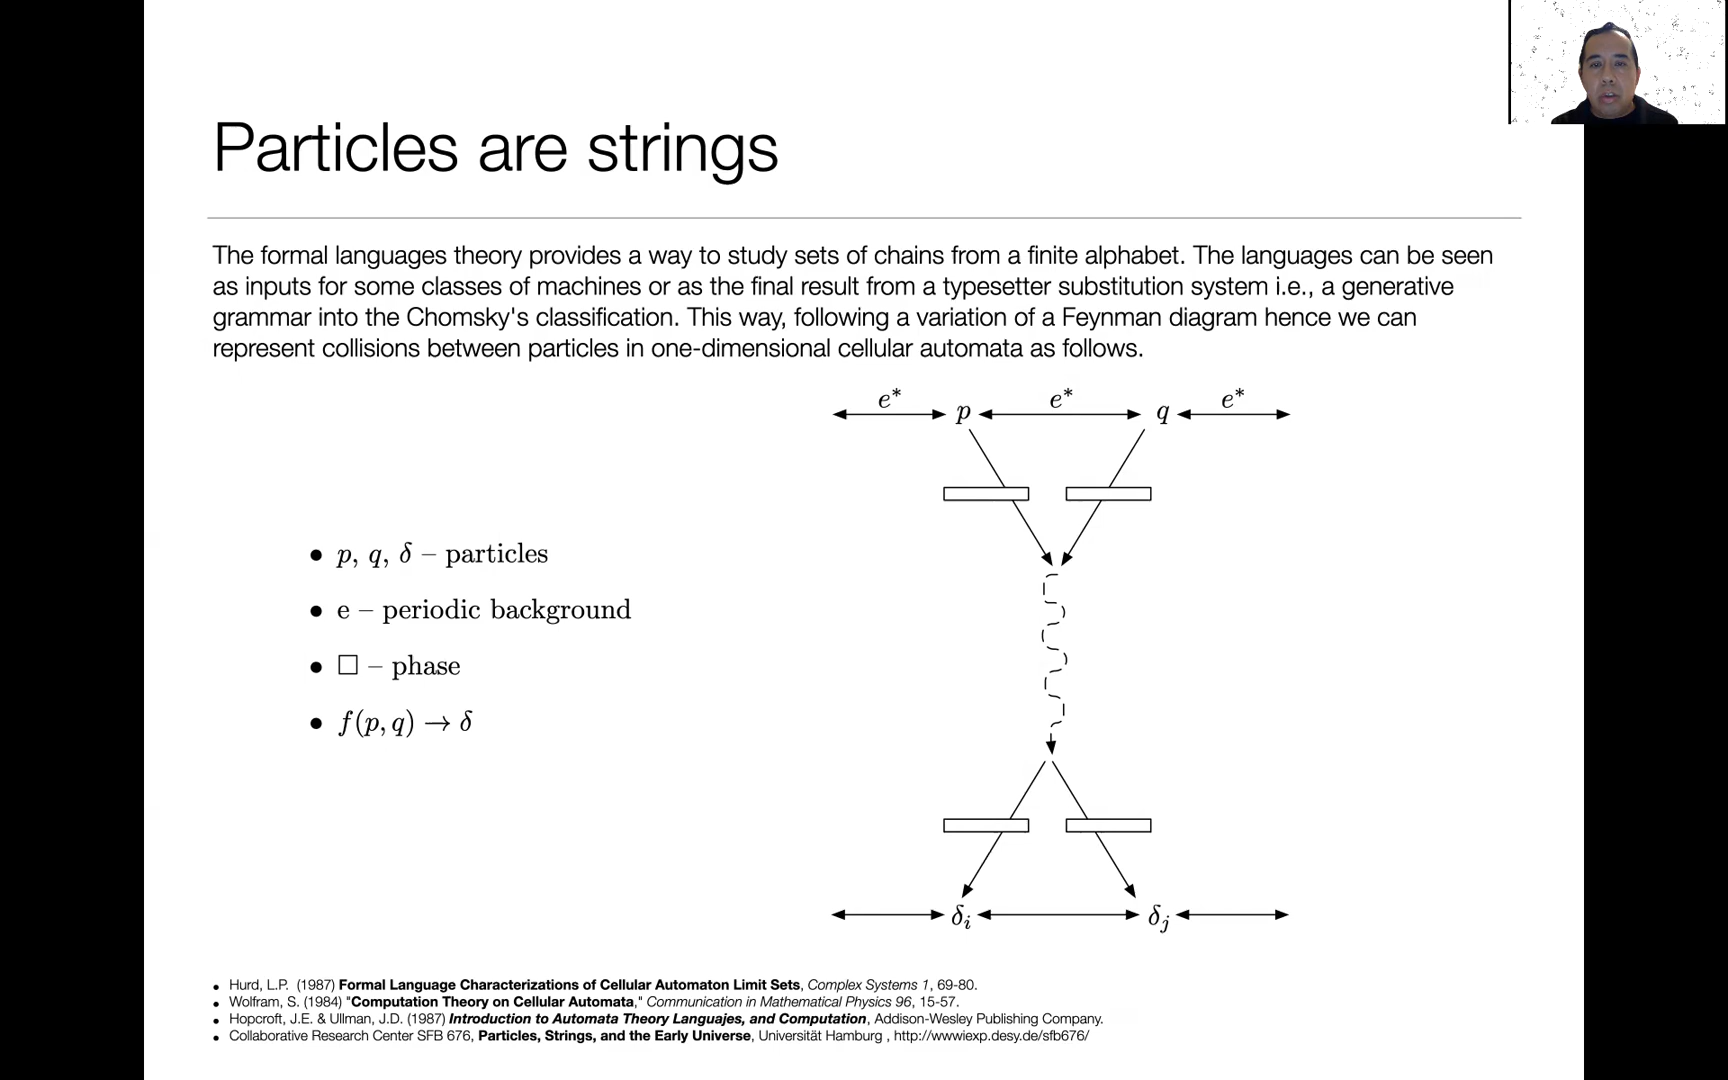 Particles are strings
The formal languages theory provides a way to study sets of chains from a finite alphabet. The languages can be seen
as inputs for some classes of machines or as the final result from a typesetter substitution system i.e., a generative
grammar into the Chomsky's classification. This way, following a variation of a Feynman diagram hence we can
represent collisions between particles in one-dimensional cellular automata as follows.
e* e* e*
p q
• p, q, δ – particles
• e – periodic background
• □ – phase
• f(p, q) → δ
δi δj
• Hurd, L.P. (1987) Formal Language Characterizations of Cellular Automaton Limit Sets, Complex Systems 1, 69-80.
• Wolfram, S. (1984) "Computation Theory on Cellular Automata," Communication in Mathematical Physics 96, 15-57.
• Hopcroft, J.E. & Ullman, J.D. (1987) Introduction to Automata Theory Languajes, and Computation, Addison-Wesley Publishing Company.
• Collaborative Research Center SFB 676, Particles, Strings, and the Early Universe, Universität Hamburg , http://wwwiexp.desy.de/sfb676/